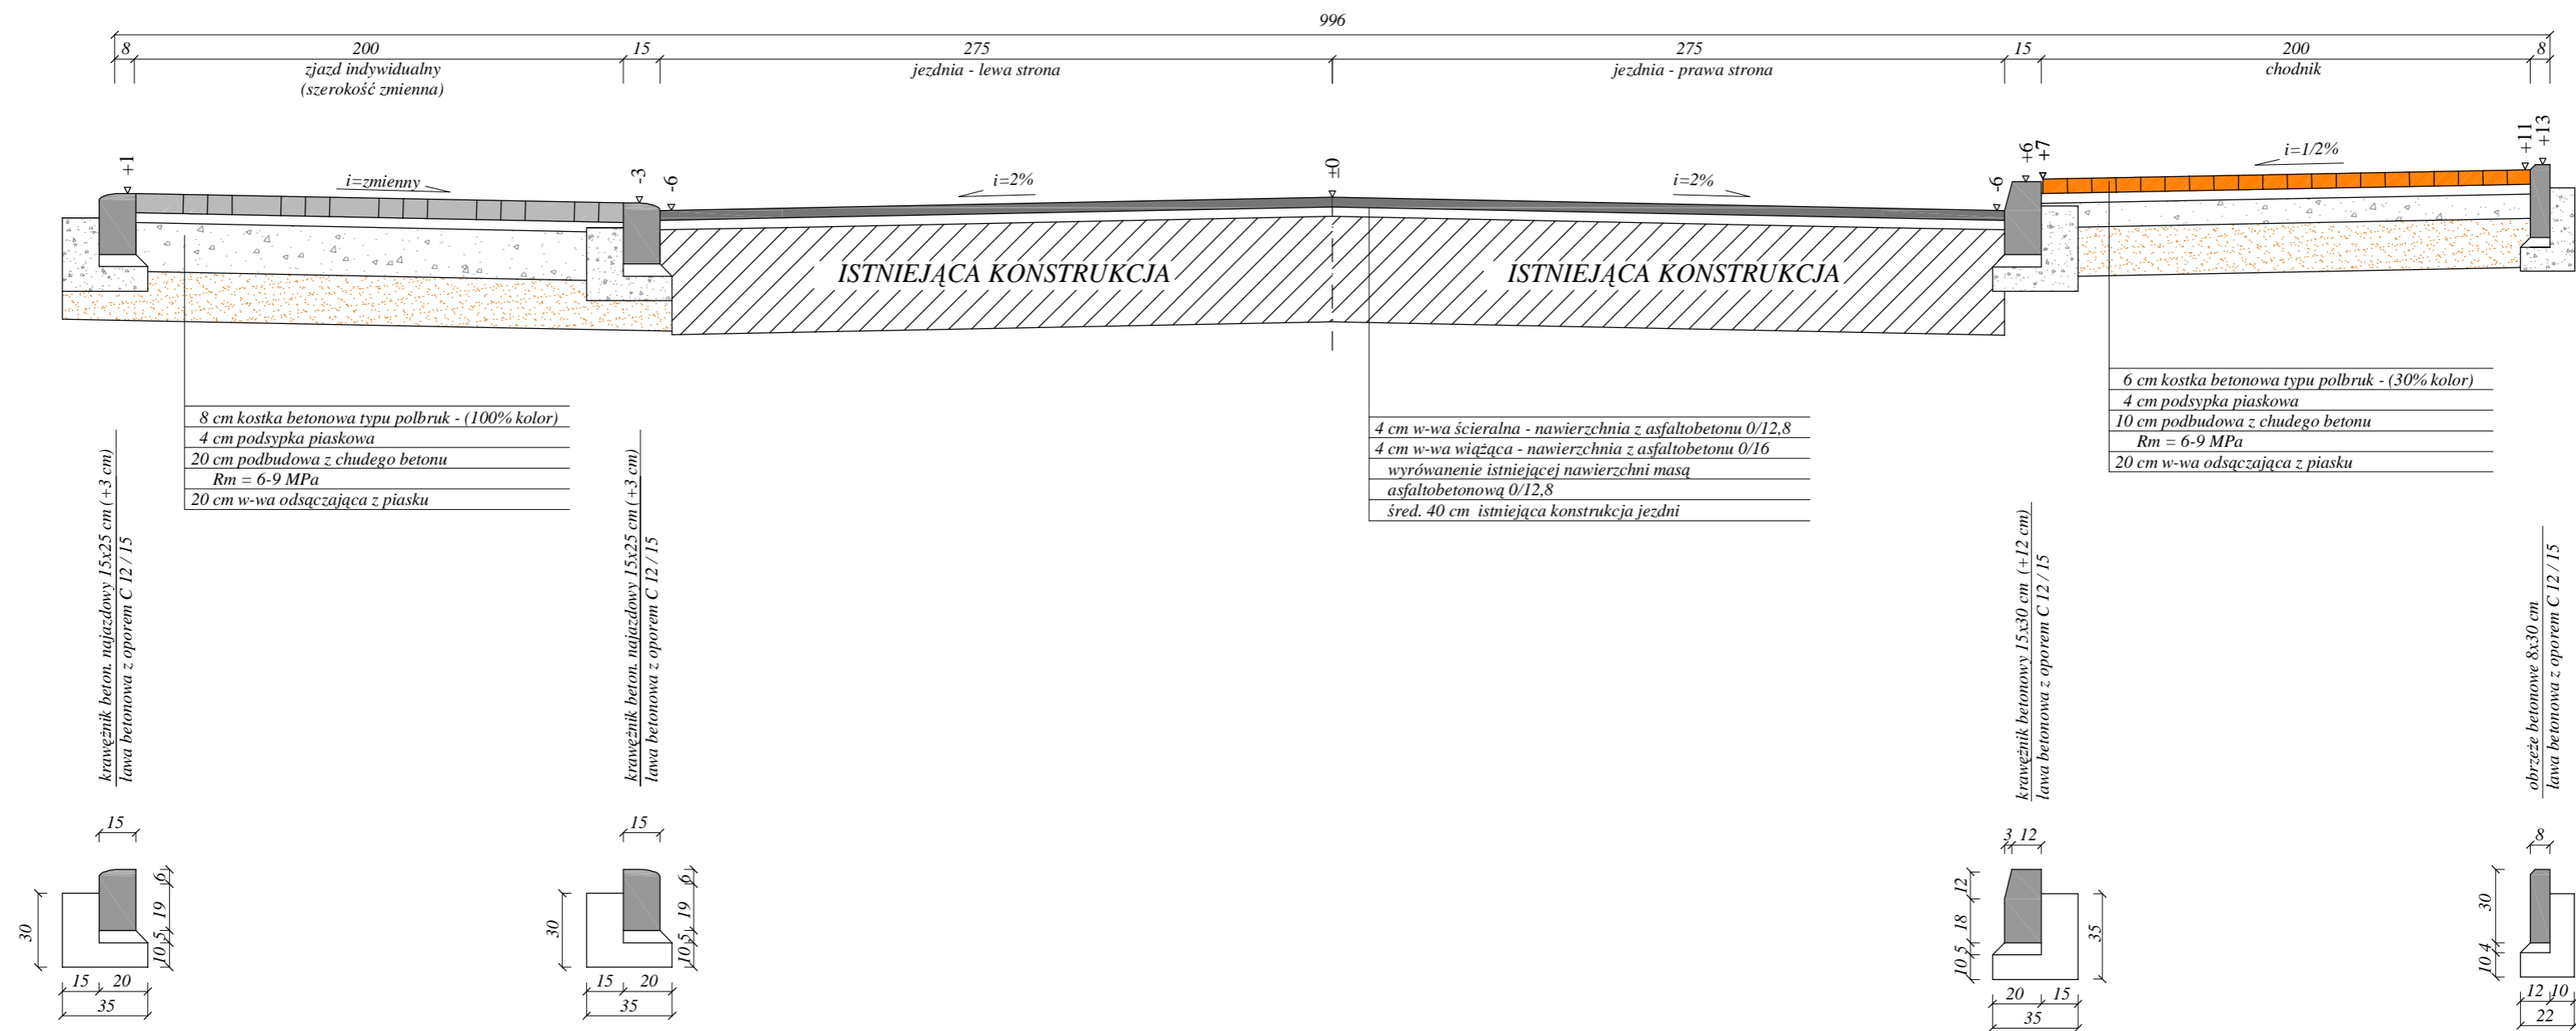 996
8
200
15
275
275
15
200
8
zjazd indywidualny
(szerokość zmienna)
jezdnia - lewa strona
jezdnia - prawa strona
chodnik
+1
i=zmienny
-3
-6
i=2%
±0
i=2%
-6
+6
+7
i=1/2%
+11
+13
ISTNIEJĄCA KONSTRUKCJA
ISTNIEJĄCA KONSTRUKCJA
8 cm kostka betonowa typu polbruk - (100% kolor)
4 cm podsypka piaskowa
20 cm podbudowa z chudego betonu
Rm = 6-9 MPa
20 cm w-wa odsączająca z piasku
4 cm w-wa ścieralna - nawierzchnia z asfaltobetonu 0/12,8
4 cm w-wa wiążąca - nawierzchnia z asfaltobetonu 0/16
wyrówanenie istniejącej nawierzchni masą
asfaltobetonową 0/12,8
śred. 40 cm istniejąca konstrukcja jezdni
6 cm kostka betonowa typu polbruk - (30% kolor)
4 cm podsypka piaskowa
10 cm podbudowa z chudego betonu
Rm = 6-9 MPa
20 cm w-wa odsączająca z piasku
krawężnik beton. najazdowy 15x25 cm (+3 cm)
ława betonowa z oporem C 12 / 15
krawężnik beton. najazdowy 15x25 cm (+3 cm)
ława betonowa z oporem C 12 / 15
krawężnik betonowy 15x30 cm (+12 cm)
ława betonowa z oporem C 12 / 15
obrzeże betonowe 8x30 cm
ława betonowa z oporem C 12 / 15
15
6
19
5
10
30
15
20
35
15
6
19
5
10
30
15
20
35
3
12
12
18
5
10
35
20
15
35
8
30
4
10
12
10
22